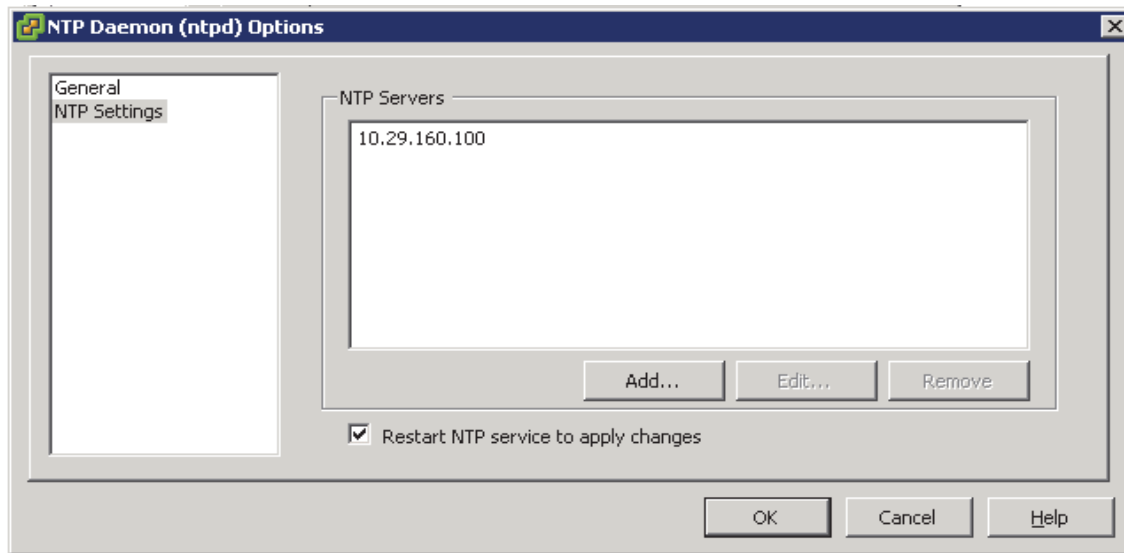 NTP Daemon (ntpd) Options
General
NTP Settings
NTP Servers
10.29.160.100
Add...
Edit...
Remove
Restart NTP service to apply changes
OK
Cancel
Help